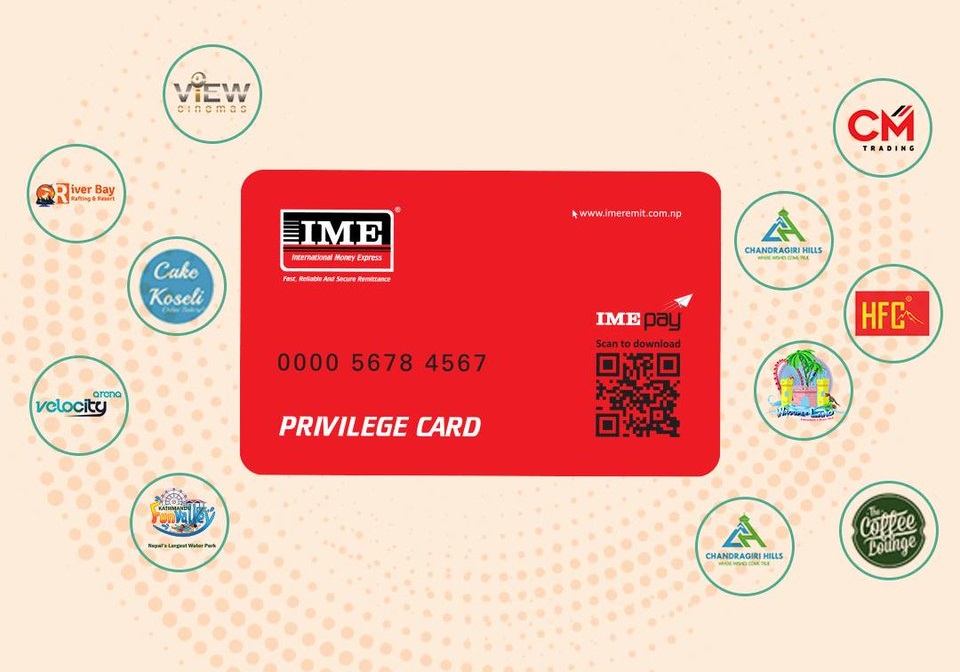 ViEW
cinemas
River Bay
Rafting & Resort
Cake
Koseli
Online Bakery
arena
velocity
KATHMANDU
Fun Valley
Nepal's Largest Water Park
IME®
International Money Express
Fast, Reliable And Secure Remittance
www.imeremit.com.np
IME pay
Scan to download
0000 5678 4567
PRIVILEGE CARD
CM
TRADING
CHANDRAGIRI HILLS
WHERE WISHES COME TRUE
HFC
CHANDRAGIRI HILLS
WHERE WISHES COME TRUE
The
Coffee
Lounge